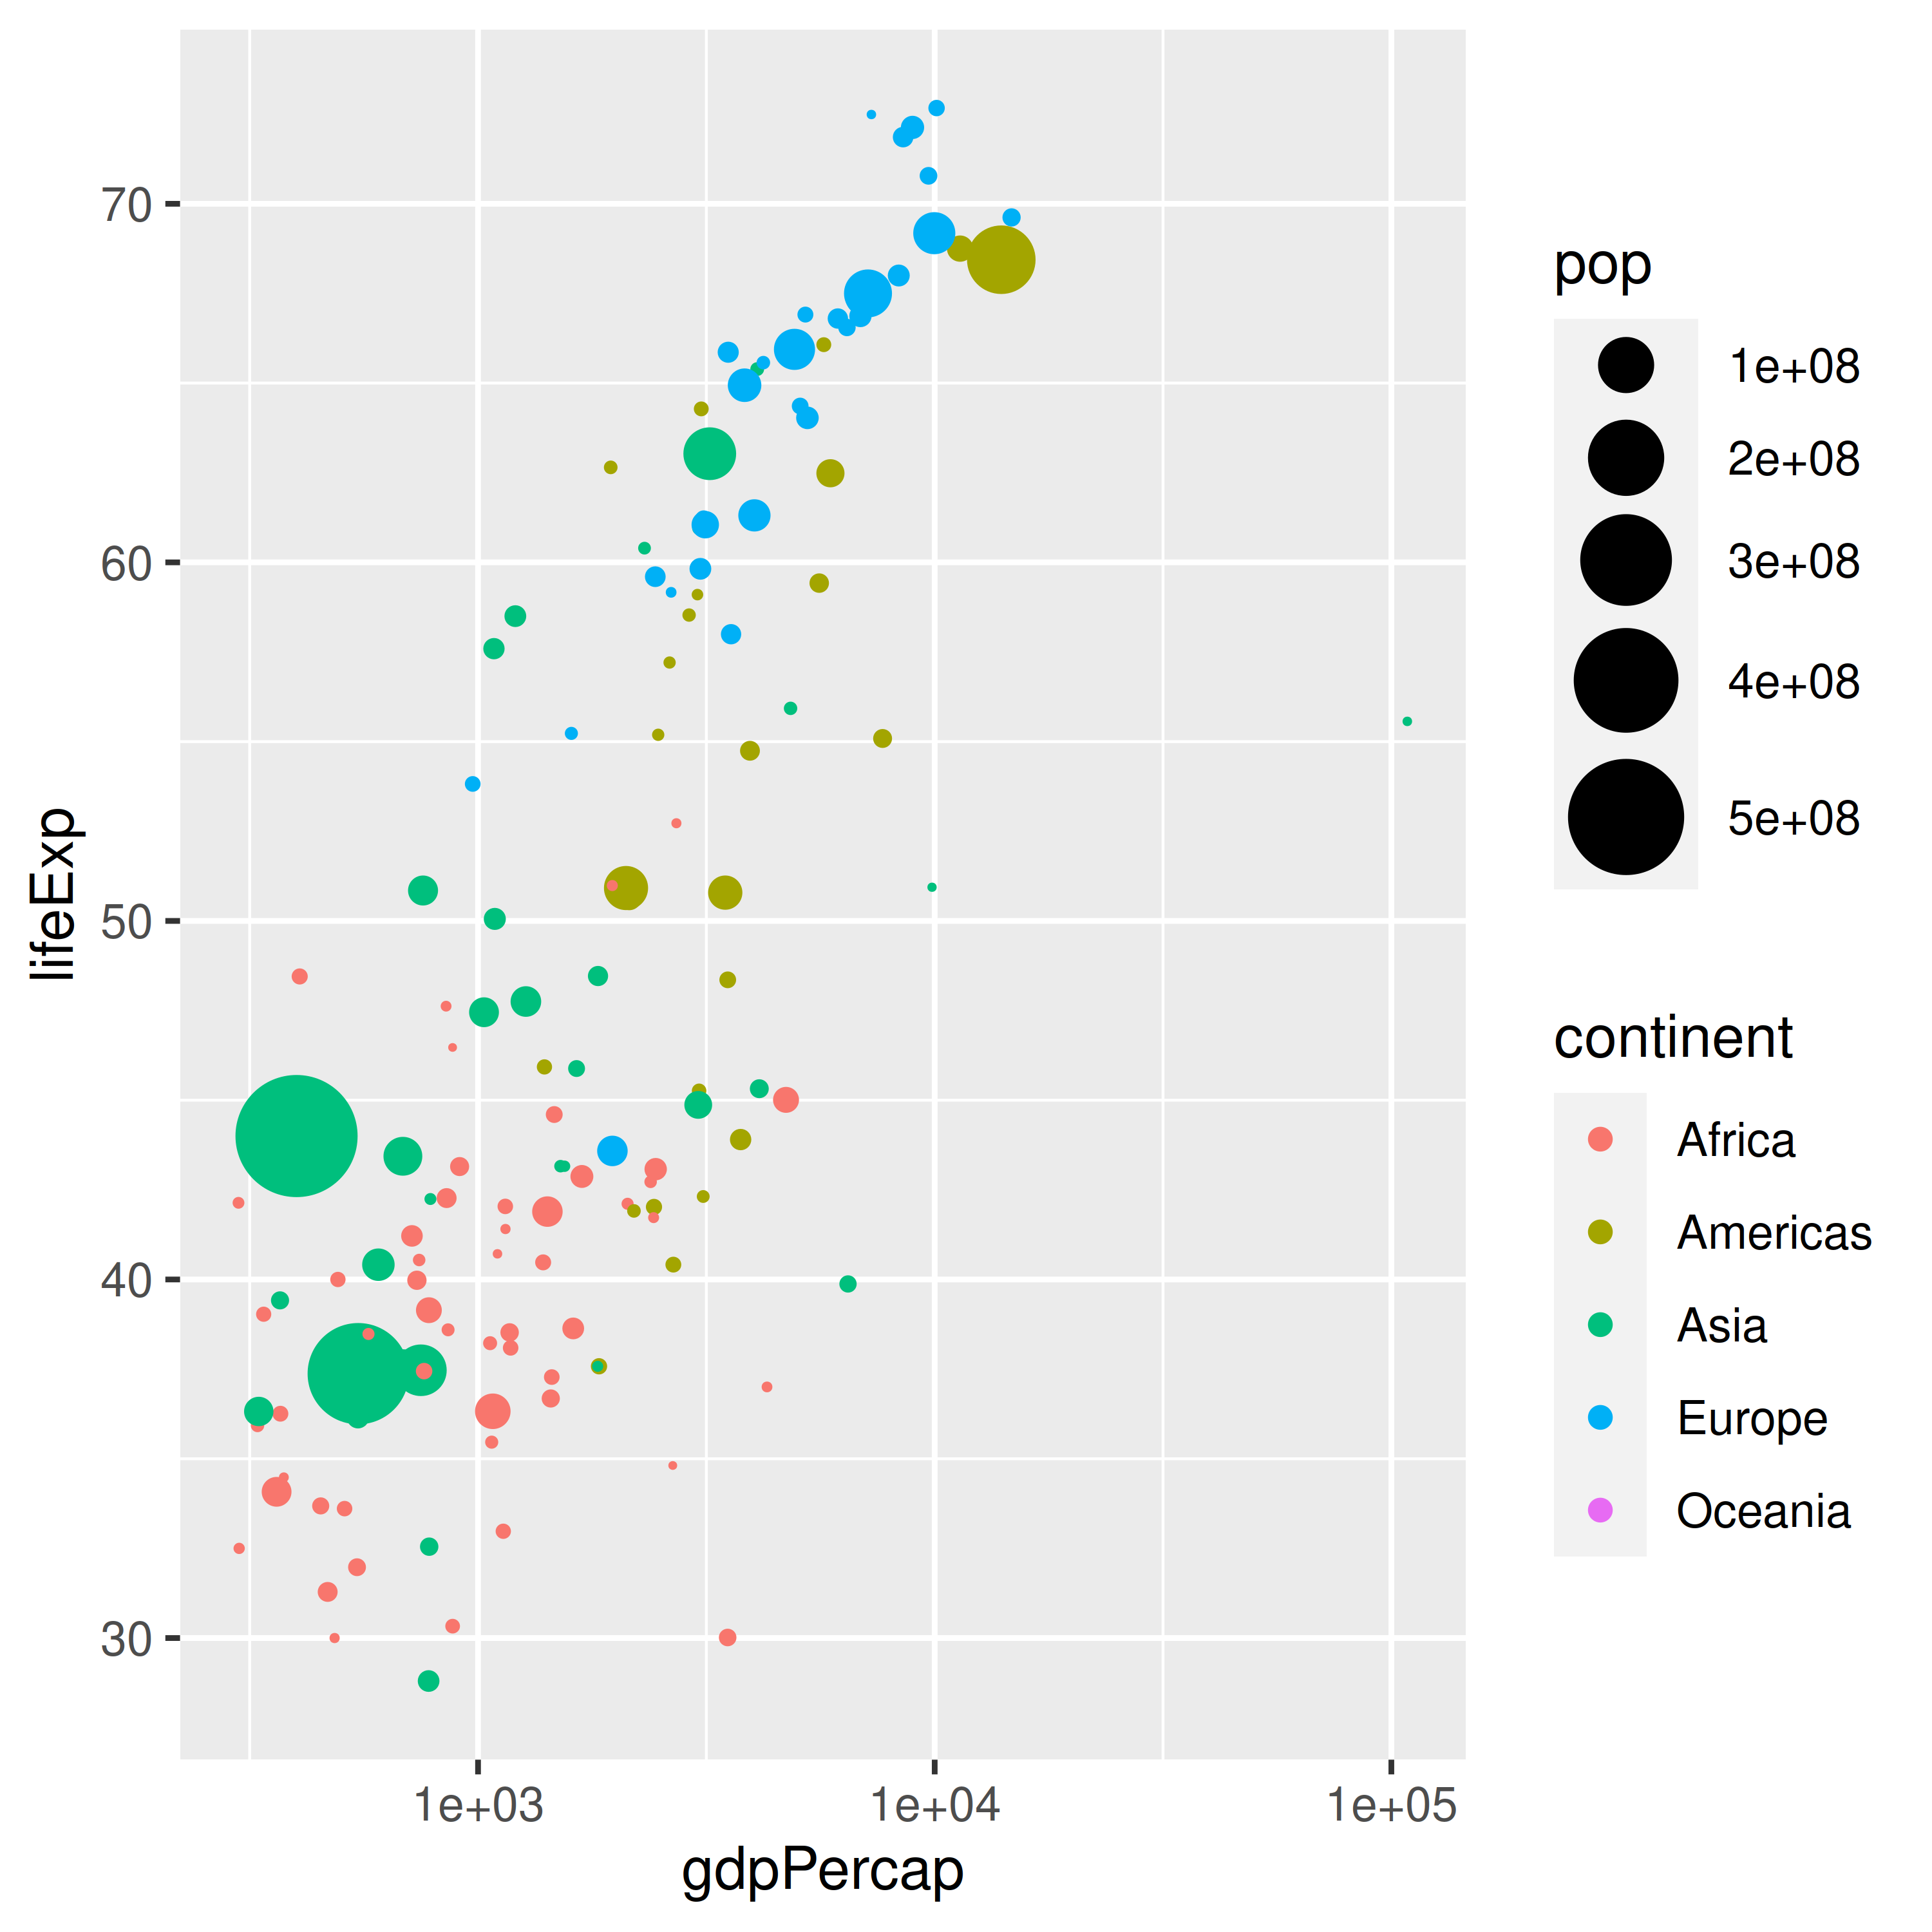 70
60
50
40
30
lifeExp
1e+03
1e+04
1e+05
gdpPercap
pop
1e+08
2e+08
3e+08
4e+08
5e+08
continent
Africa
Americas
Asia
Europe
Oceania